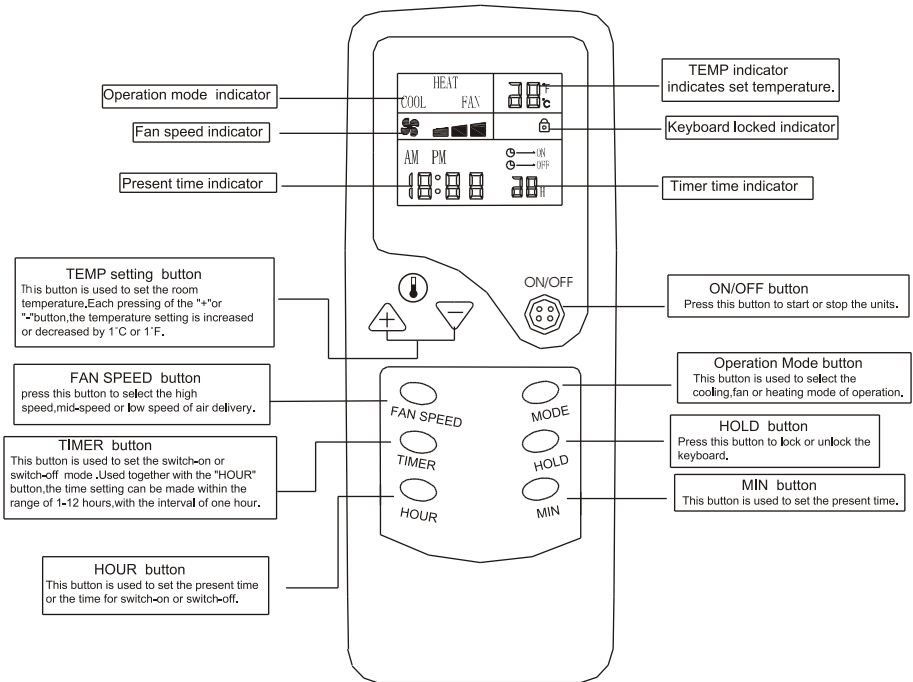 Operation mode indicator
Fan speed indicator
Present time indicator
HEAT
COOL FAN
°F
°C
AM PM
18:88
ON
OFF
H
TEMP indicator
indicates set temperature.
Keyboard locked indicator
Timer time indicator
TEMP setting button
This button is used to set the room
temperature.Each pressing of the "+"or
"-"button,the temperature setting is increased
or decreased by 1°C or 1°F.
+
-
ON/OFF
ON/OFF button
Press this button to start or stop the units.
FAN SPEED button
press this button to select the high
speed,mid-speed or low speed of air delivery.
TIMER button
This button is used to set the switch-on or
switch-off mode .Used together with the "HOUR"
button,the time setting can be made within the
range of 1-12 hours,with the interval of one hour.
HOUR button
This button is used to set the present time
or the time for switch-on or switch-off.
FAN SPEED
MODE
TIMER
HOLD
HOUR
MIN
Operation Mode button
This button is used to select the
cooling,fan or heating mode of operation.
HOLD button
Press this button to lock or unlock the
keyboard.
MIN button
This button is used to set the present time.